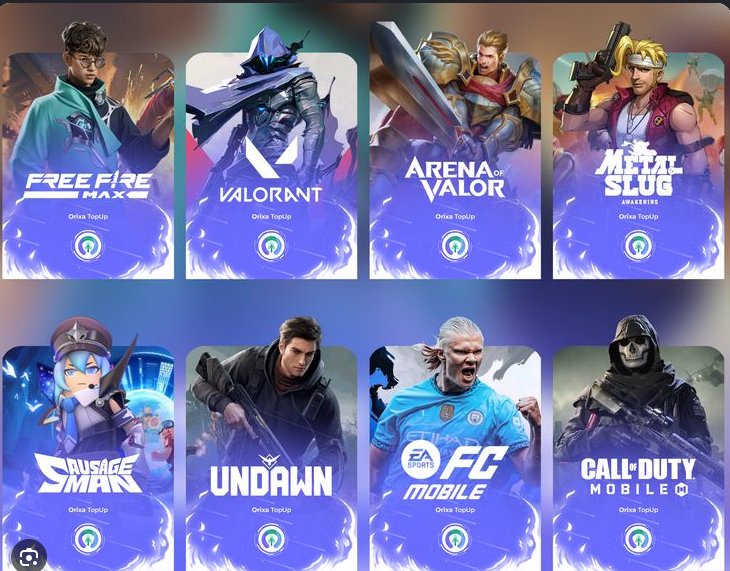 FREE FIRE
MAX
Orixa TopUp
VALORANT
Orixa TopUp
ARENA OF
VALOR
Orixa TopUp
METAL
SLUG
AWAKENING
Orixa TopUp
SAUSAGE
MAN
Orixa TopUp
UNDAWN
Orixa TopUp
EA
SPORTS
FC
MOBILE
Orixa TopUp
CALL OF DUTY
MOBILE
Orixa TopUp